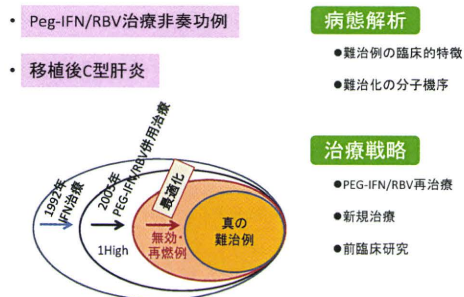 • Peg-IFN/RBV治療非奏功例
• 移植後C型肝炎
1992年
IFN治療
2005年
PEG-IFN/RBV併用治療
最適化
1High
無効・
再燃例
真の
難治例
病態解析
●難治例の臨床的特徴
●難治化の分子機序
治療戦略
●PEG-IFN/RBV再治療
●新規治療
●前臨床研究